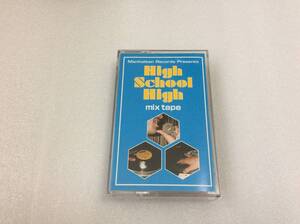 Manhattan Records Presents
High
School
High
mix tape